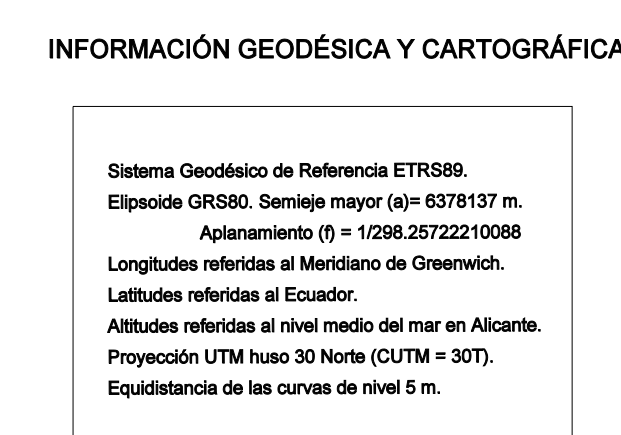 INFORMACIÓN GEODÉSICA Y CARTOGRÁFICA
Sistema Geodésico de Referencia ETRS89.
Elipsoide GRS80. Semieje mayor (a)= 6378137 m.
Aplanamiento (f) = 1/298.25722210088
Longitudes referidas al Meridiano de Greenwich.
Latitudes referidas al Ecuador.
Altitudes referidas al nivel medio del mar en Alicante.
Proyección UTM huso 30 Norte (CUTM = 30T).
Equidistancia de las curvas de nivel 5 m.